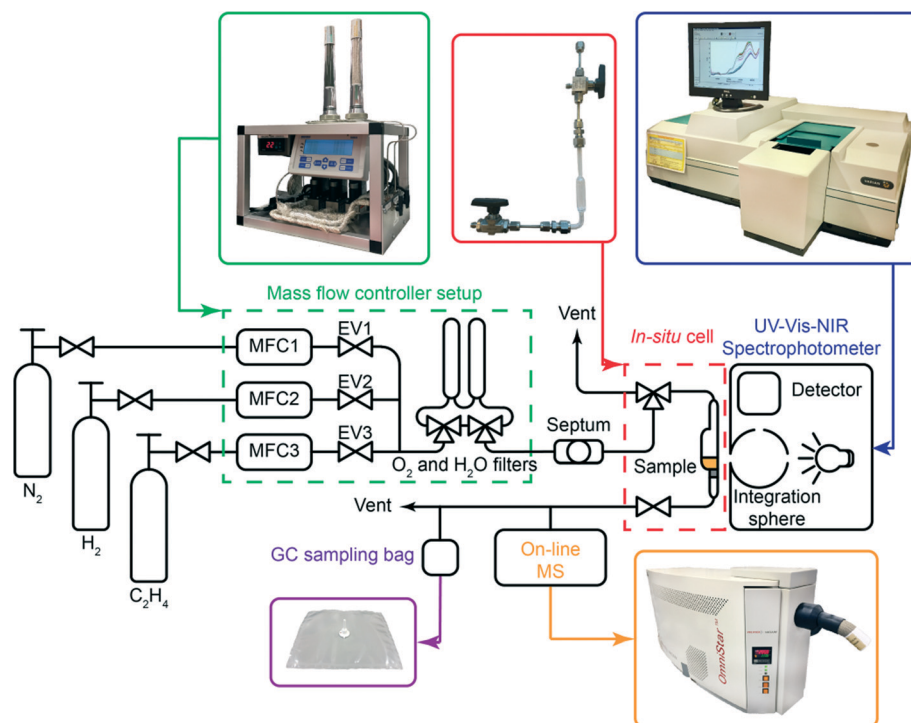 Mass flow controller setup
Vent
In-situ cell
UV-Vis-NIR
Spectrophotometer
MFC1
EV1
MFC2
EV2
MFC3
EV3
Detector
Septum
Sample
O2 and H2O filters
Integration
sphere
N2
H2
C2H4
Vent
GC sampling bag
On-line
MS
OmniStar™